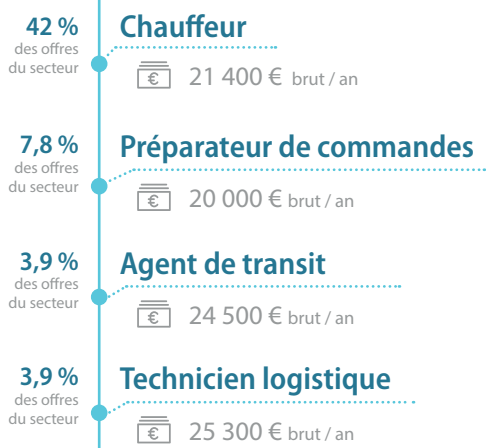 42 %
des offres
du secteur
Chauffeur
€ 21 400 € brut / an
7,8 %
des offres
du secteur
Préparateur de commandes
€ 20 000 € brut / an
3,9 %
des offres
du secteur
Agent de transit
€ 24 500 € brut / an
3,9 %
des offres
du secteur
Technicien logistique
€ 25 300 € brut / an